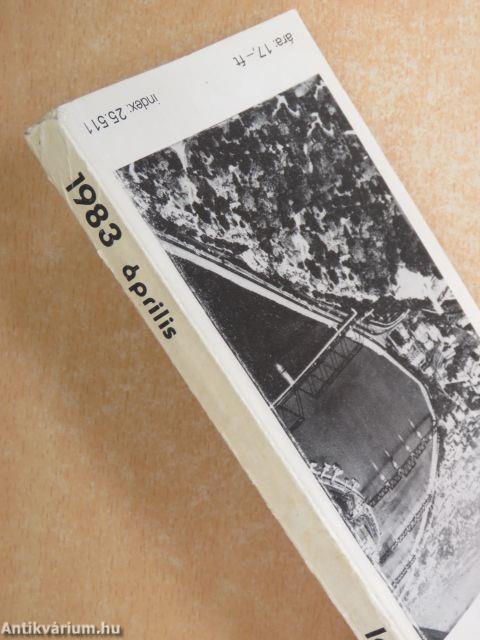 ára: 17,– ft
index: 25.511
1983 április
Antikvárium.hu